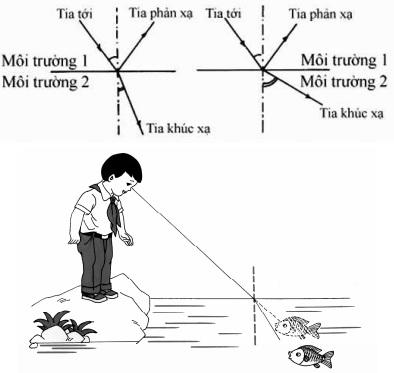 Tia tới
Tia phản xạ
Môi trường 1
Môi trường 2
Tia khúc xạ
Tia tới
Tia phản xạ
Môi trường 1
Môi trường 2
Tia khúc xạ